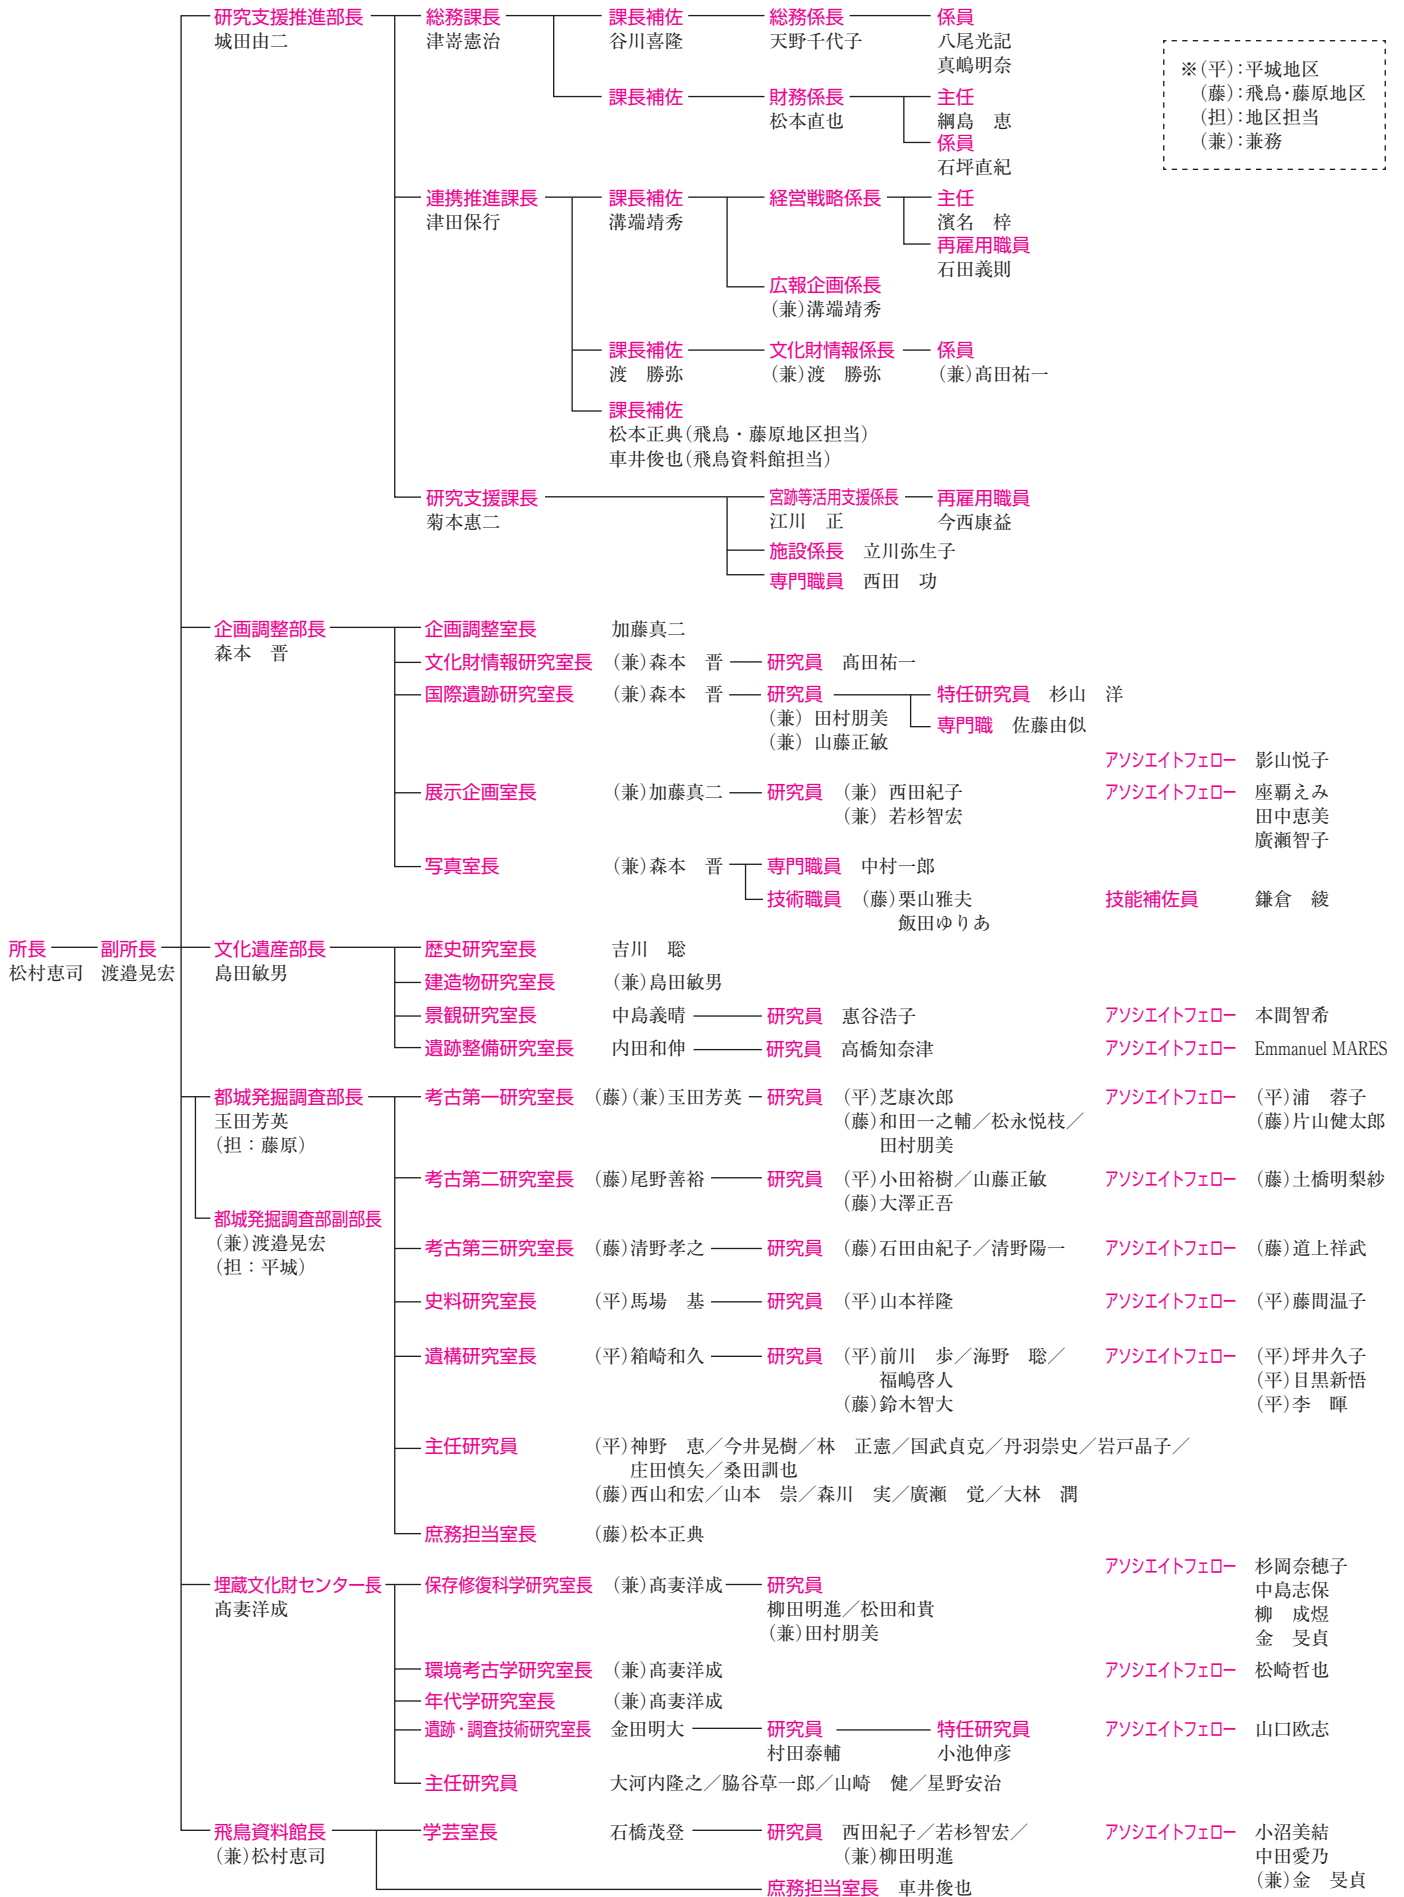 研究支援推進部長 総務課長 課長補佐 総務係長 係員
城田由二 津嵜憲治 谷川喜隆 天野千代子 八尾光記
真嶋明奈
※(平):平城地区
(藤):飛鳥・藤原地区
(担):地区担当
(兼):兼務
課長補佐 財務係長 主任
松本直也 綱島 恵
係員
石坪直紀
連携推進課長 課長補佐 経営戦略係長 主任
津田保行 溝端靖秀 濱名 梓
再雇用職員
石田義則
広報企画係長
(兼)溝端靖秀
課長補佐 文化財情報係長 係員
渡 勝弥 (兼)渡 勝弥 (兼)髙田祐一
課長補佐
松本正典(飛鳥・藤原地区担当)
車井俊也(飛鳥資料館担当)
研究支援課長 宮跡等活用支援係長 再雇用職員
菊本恵二 江川 正 今西康益
施設係長 立川弥生子
専門職員 西田 功
企画調整部長 企画調整室長 加藤真二
森本 晋
文化財情報研究室長 (兼)森本 晋 研究員 髙田祐一
国際遺跡研究室長 (兼)森本 晋 研究員 特任研究員 杉山 洋
(兼) 田村朋美
(兼) 山藤正敏
専門職 佐藤由似
アソシエイトフェロー 影山悦子
展示企画室長 (兼)加藤真二 研究員 (兼) 西田紀子 アソシエイトフェロー 座覇えみ
(兼) 若杉智宏 田中恵美
廣瀬智子
写真室長 (兼)森本 晋 専門職員 中村一郎
技術職員 (藤)栗山雅夫 技能補佐員 鎌倉 綾
飯田ゆりあ
所長 副所長 文化遺産部長 歴史研究室長 吉川 聡
松村恵司 渡邉晃宏 島田敏男
建造物研究室長 (兼)島田敏男
景観研究室長 中島義晴 研究員 惠谷浩子 アソシエイトフェロー 本間智希
遺跡整備研究室長 内田和伸 研究員 高橋知奈津 アソシエイトフェロー Emmanuel MARES
都城発掘調査部長 考古第一研究室長 (藤)(兼)玉田芳英 研究員 (平)芝康次郎 アソシエイトフェロー (平)浦 蓉子
玉田芳英 (藤)和田一之輔／松永悦枝／ (藤)片山健太郎
(担：藤原) 田村朋美
考古第二研究室長 (藤)尾野善裕 研究員 (平)小田裕樹／山藤正敏 アソシエイトフェロー (藤)土橋明梨紗
(藤)大澤正吾
都城発掘調査部副部長
(兼)渡邉晃宏
(担：平城)
考古第三研究室長 (藤)清野孝之 研究員 (藤)石田由紀子／清野陽一 アソシエイトフェロー (藤)道上祥武
史料研究室長 (平)馬場 基 研究員 (平)山本祥隆 アソシエイトフェロー (平)藤間温子
遺構研究室長 (平)箱崎和久 研究員 (平)前川 歩／海野 聡／ アソシエイトフェロー (平)坪井久子
福嶋啓人 (平)目黒新悟
(藤)鈴木智大 (平)李 暉
主任研究員 (平)神野 恵／今井晃樹／林 正憲／国武貞克／丹羽崇史／岩戸晶子／
庄田慎矢／桑田訓也
(藤)西山和宏／山本 崇／森川 実／廣瀬 覚／大林 潤
庶務担当室長 (藤)松本正典
埋蔵文化財センター長 保存修復科学研究室長 (兼)髙妻洋成 研究員
髙妻洋成 柳田明進／松田和貴
(兼)田村朋美
アソシエイトフェロー 杉岡奈穂子
中島志保
柳 成煜
金 旻貞
環境考古学研究室長 (兼)髙妻洋成 アソシエイトフェロー 松崎哲也
年代学研究室長 (兼)髙妻洋成
遺跡・調査技術研究室長 金田明大 研究員 特任研究員 アソシエイトフェロー 山口欧志
村田泰輔 小池伸彦
主任研究員 大河内隆之／脇谷草一郎／山崎 健／星野安治
飛鳥資料館長 学芸室長 石橋茂登 研究員 西田紀子／若杉智宏／ アソシエイトフェロー 小沼美結
(兼)松村恵司 (兼)柳田明進 中田愛乃
(兼)金 旻貞
庶務担当室長 車井俊也